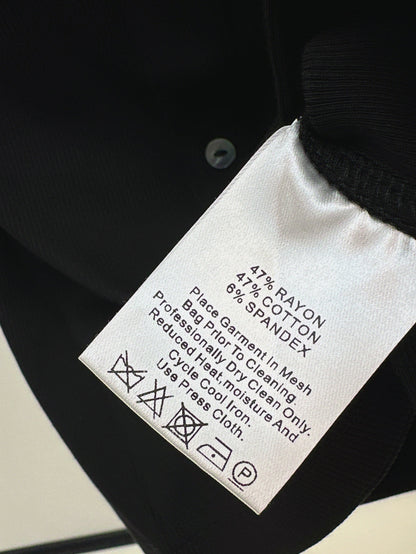 47% RAYON
47% COTTON
6% SPANDEX
Place Garment In Mesh
Bag Prior To Cleaning
Professionally Dry Clean Only.
Reduced Heat,moisture And
Cycle Cool Iron.
Use Press Cloth.
P